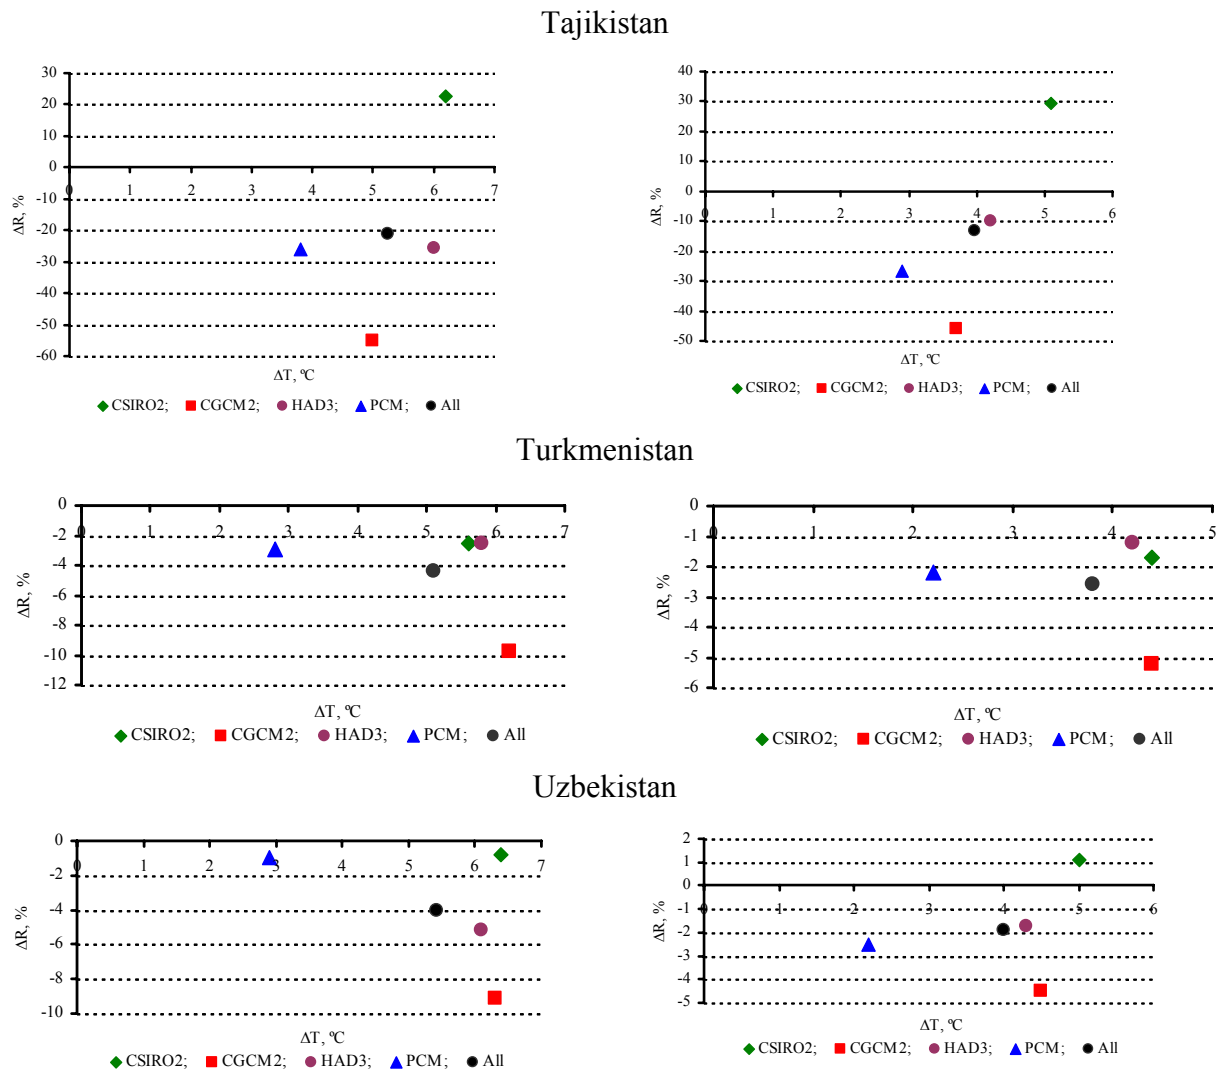 Tajikistan
30
20
10
0
0 1 2 3 4 5 6 7
-10
-20
-30
-40
-50
-60
ΔR, %
ΔT, ºC
CSIRO2; CGCM2; HAD3; PCM; All
40
30
20
10
0
0 1 2 3 4 5 6
-10
-20
-30
-40
-50
ΔR, %
ΔT, ºC
CSIRO2; CGCM2; HAD3; PCM; All
Turkmenistan
0
0 1 2 3 4 5 6 7
-2
-4
-6
-8
-10
-12
ΔR, %
ΔT, ºC
CSIRO2; CGCM2; HAD3; PCM; All
0
0 1 2 3 4 5
-1
-2
-3
-4
-5
-6
ΔR, %
ΔT, ºC
CSIRO2; CGCM2; HAD3; PCM; All
Uzbekistan
0
0 1 2 3 4 5 6 7
-2
-4
-6
-8
-10
ΔR, %
ΔT, ºC
CSIRO2; CGCM2; HAD3; PCM; All
2
1
0
0 1 2 3 4 5 6
-1
-2
-3
-4
-5
ΔR, %
ΔT, ºC
CSIRO2; CGCM2; HAD3; PCM; All